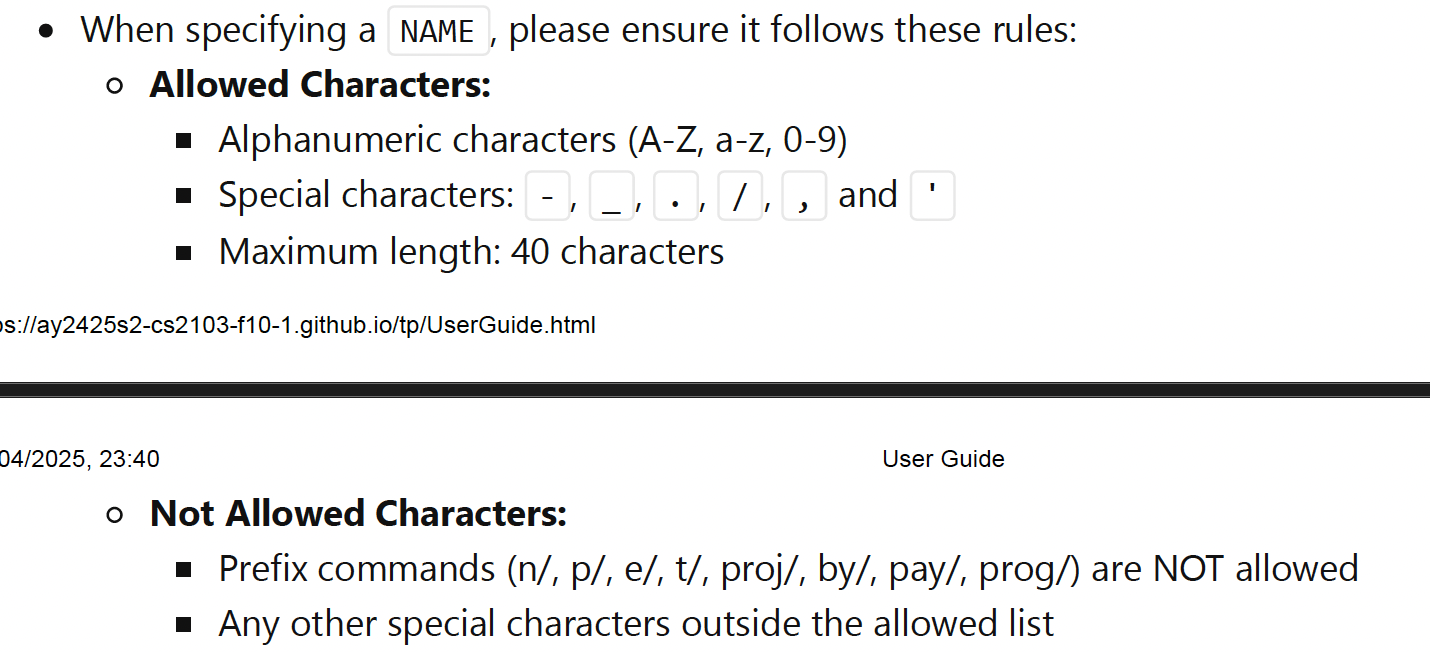 When specifying a NAME, please ensure it follows these rules:
Allowed Characters:
Alphanumeric characters (A-Z, a-z, 0-9)
Special characters: -, _, ., /, , and '
Maximum length: 40 characters
s://ay2425s2-cs2103-f10-1.github.io/tp/UserGuide.html
04/2025, 23:40 User Guide
Not Allowed Characters:
Prefix commands (n/, p/, e/, t/, proj/, by/, pay/, prog/) are NOT allowed
Any other special characters outside the allowed list